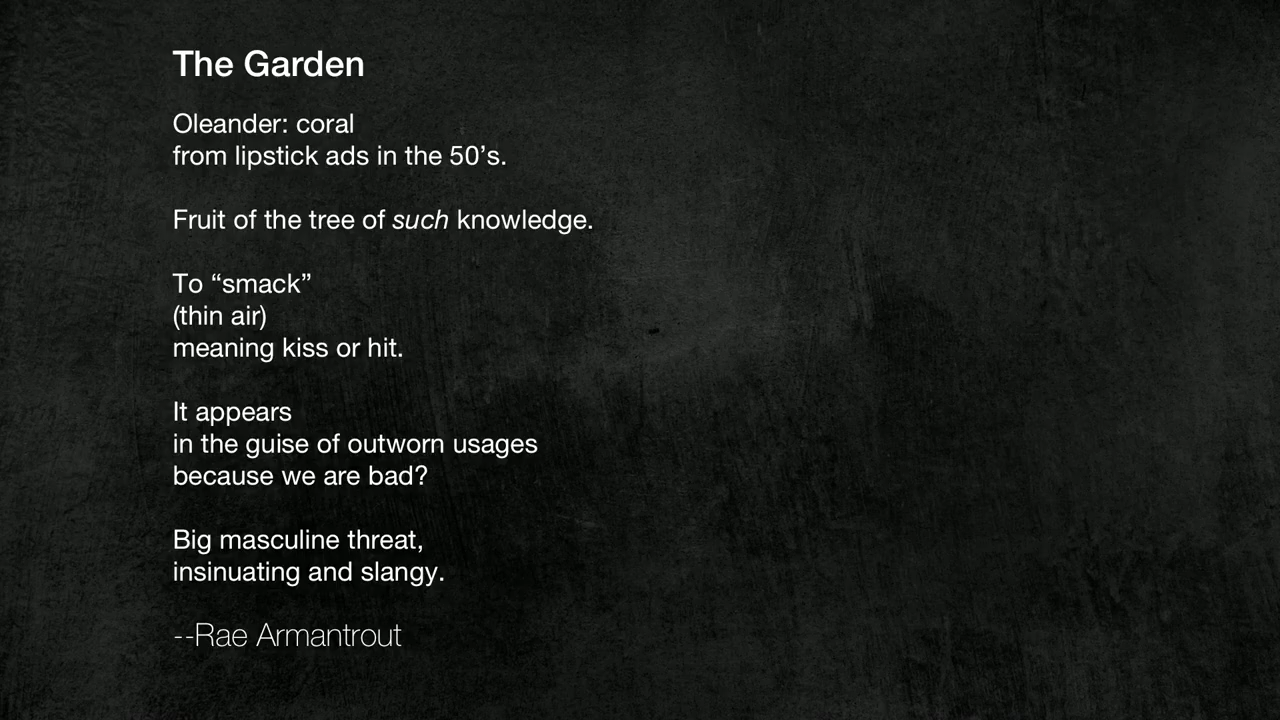 The Garden
Oleander: coral
from lipstick ads in the 50’s.
Fruit of the tree of such knowledge.
To “smack”
(thin air)
meaning kiss or hit.
It appears
in the guise of outworn usages
because we are bad?
Big masculine threat,
insinuating and slangy.
--Rae Armantrout